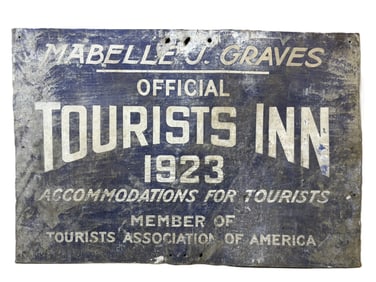 MABELLE J. GRAVES
OFFICIAL
TOURISTS INN
1923
ACCOMMODATIONS FOR TOURISTS
MEMBER OF
TOURISTS ASSOCIATION OF AMERICA